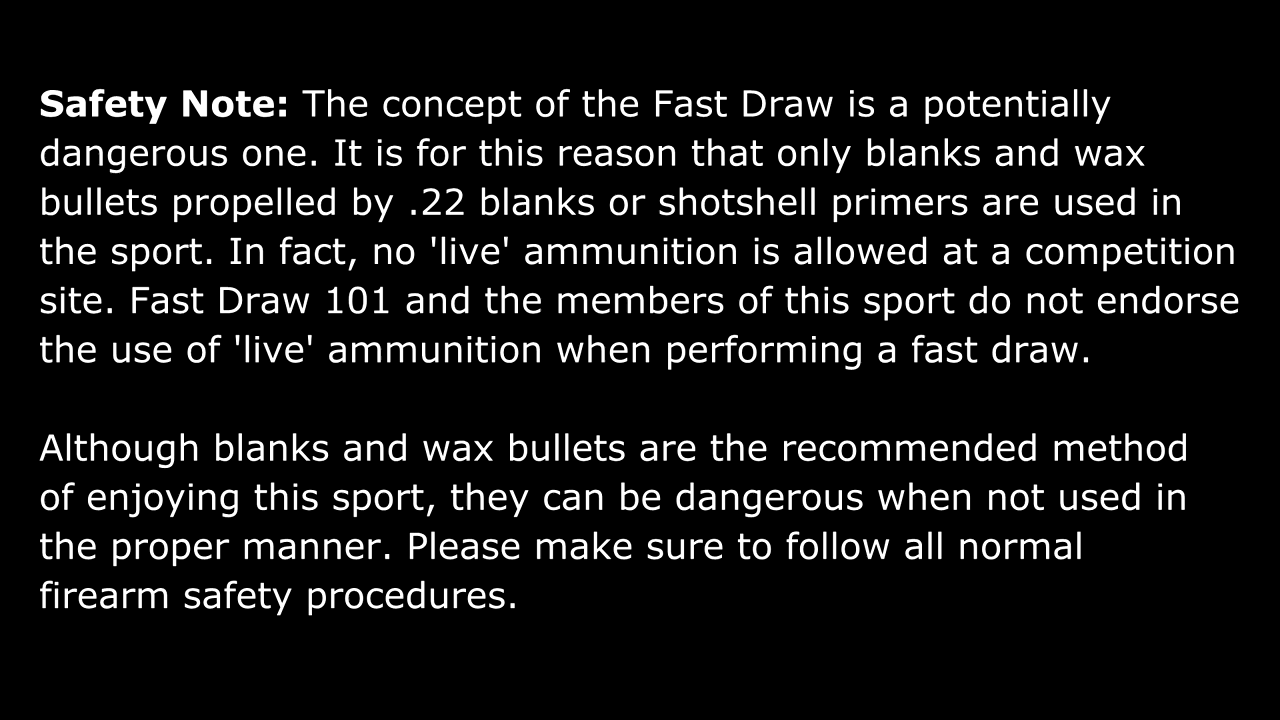 Safety Note: The concept of the Fast Draw is a potentially
dangerous one. It is for this reason that only blanks and wax
bullets propelled by .22 blanks or shotshell primers are used in
the sport. In fact, no 'live' ammunition is allowed at a competition
site. Fast Draw 101 and the members of this sport do not endorse
the use of 'live' ammunition when performing a fast draw.
Although blanks and wax bullets are the recommended method
of enjoying this sport, they can be dangerous when not used in
the proper manner. Please make sure to follow all normal
firearm safety procedures.